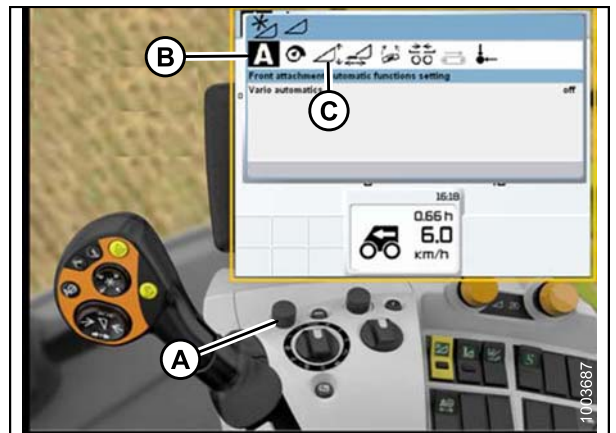 A
Front attachment automatic functions setting
Vario automatics off
B
C
16:18
0.66 h
6.0
km/h
A
1003687